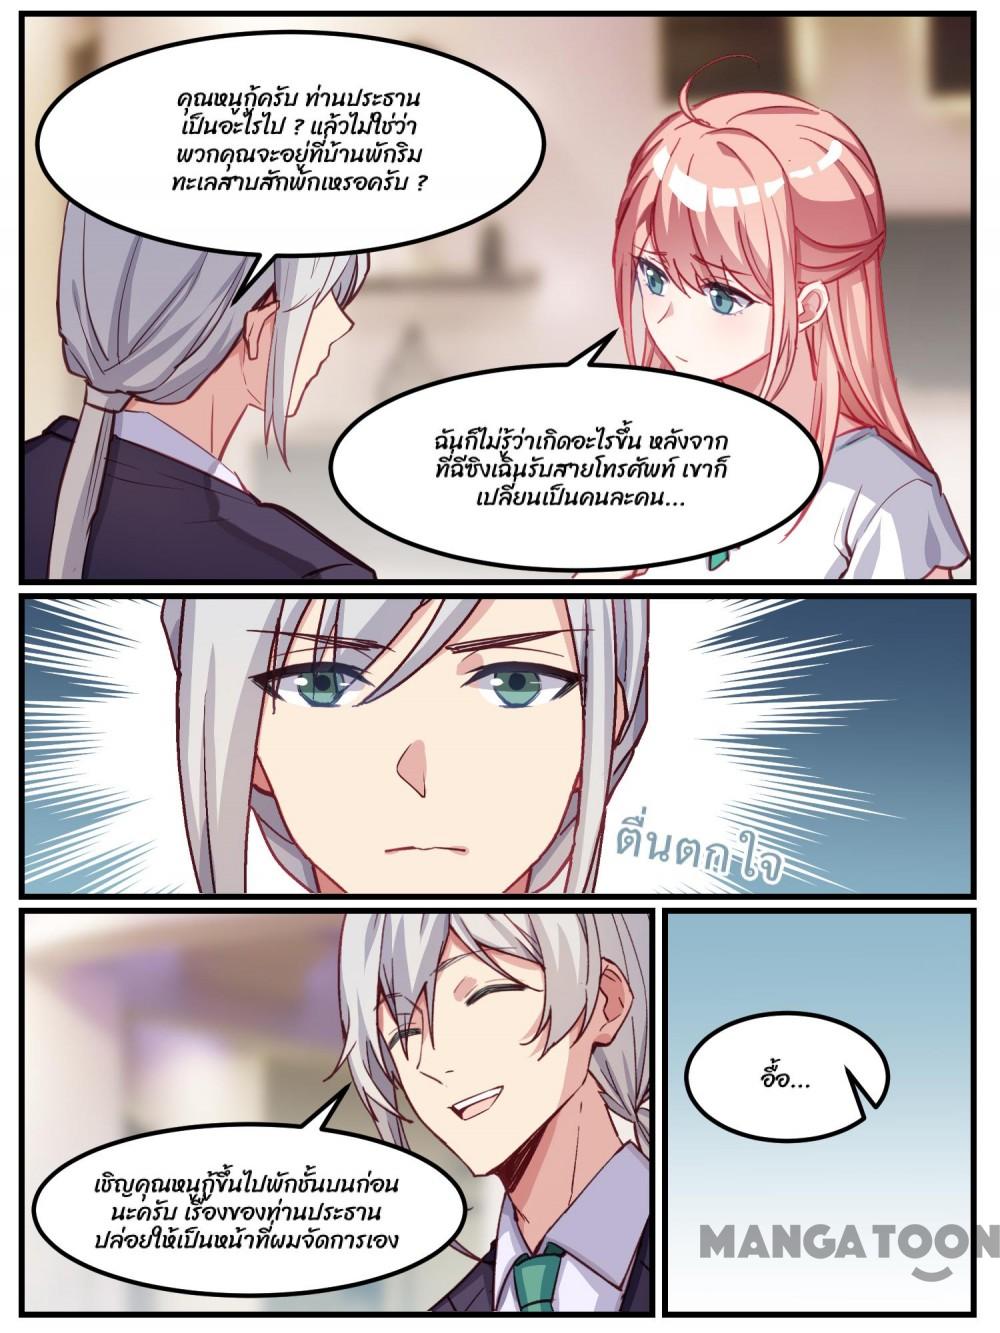 คุณหนูกู้ครับ ท่านประธาน
เป็นอะไรไป ? แล้วไม่ใช่ว่า
พวกคุณจะอยู่ที่บ้านพักริม
ทะเลสาบสักพักเหรอครับ ?
ฉันก็ไม่รู้ว่าเกิดอะไรขึ้น หลังจาก
ที่ฉีซิงเฉินรับสายโทรศัพท์ เขาก็
เปลี่ยนเป็นคนละคน...
ตื่นตกใจ
เชิญคุณหนูกู้ขึ้นไปพักชั้นบนก่อน
นะครับ เรื่องของท่านประธาน
ปล่อยให้เป็นหน้าที่ผมจัดการเอง
อื้อ...
MANGATOON